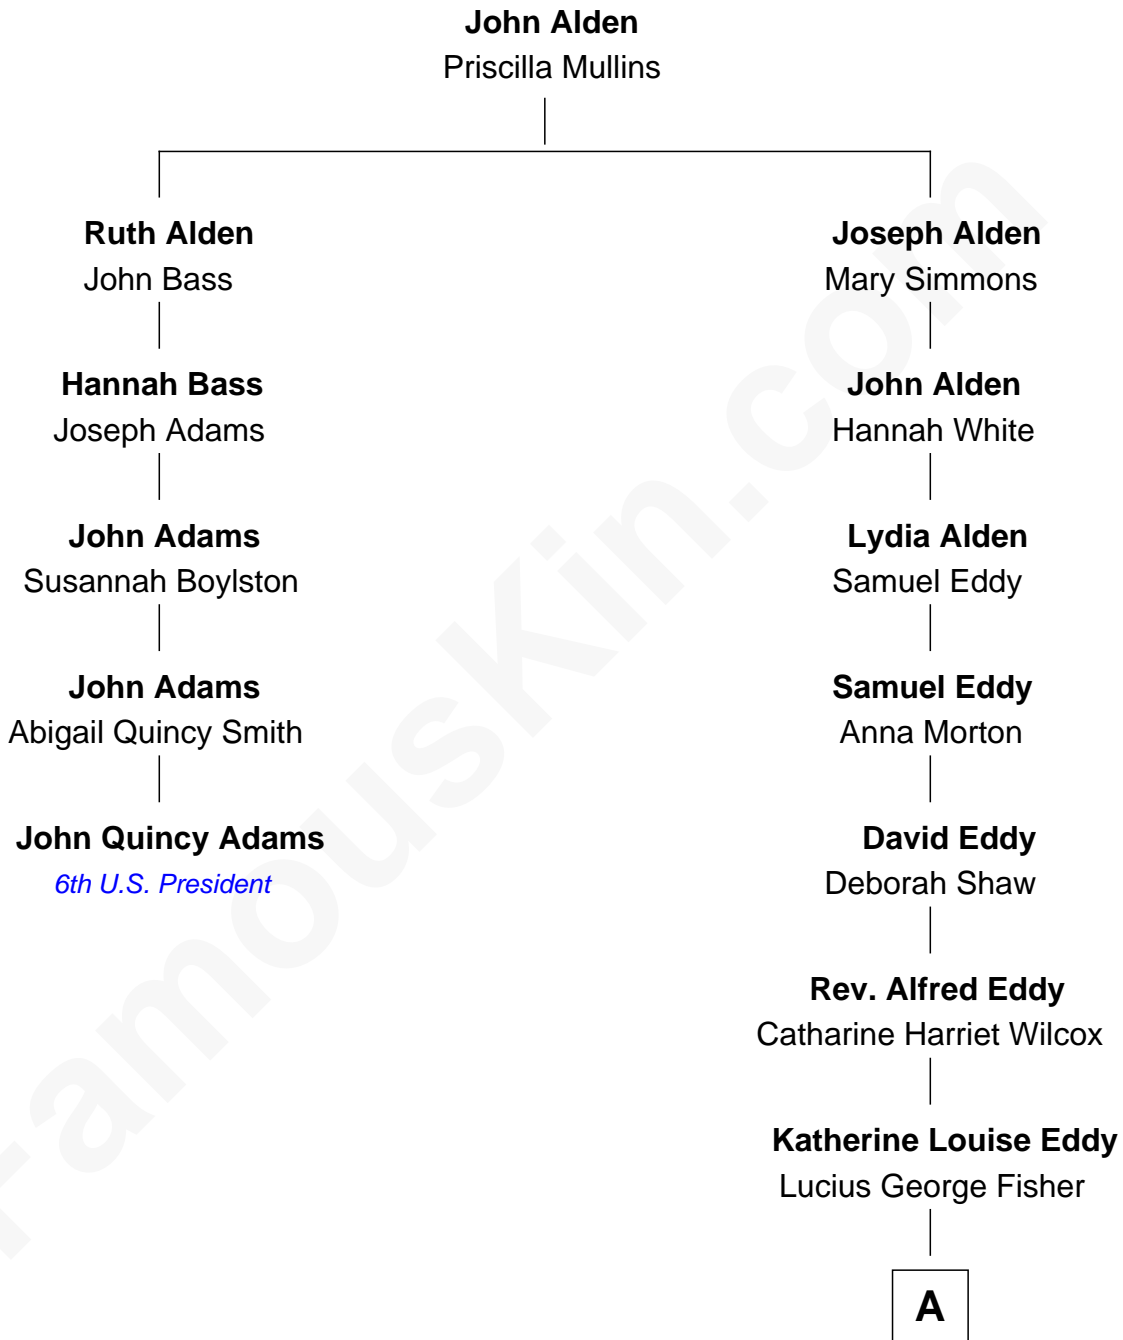 John Alden
Priscilla Mullins
Ruth Alden
John Bass
Joseph Alden
Mary Simmons
Hannah Bass
Joseph Adams
John Alden
Hannah White
John Adams
Susannah Boylston
Lydia Alden
Samuel Eddy
John Adams
Abigail Quincy Smith
Samuel Eddy
Anna Morton
John Quincy Adams
6th U.S. President
David Eddy
Deborah Shaw
Rev. Alfred Eddy
Catharine Harriet Wilcox
Katherine Louise Eddy
Lucius George Fisher
A
FamousKin.com